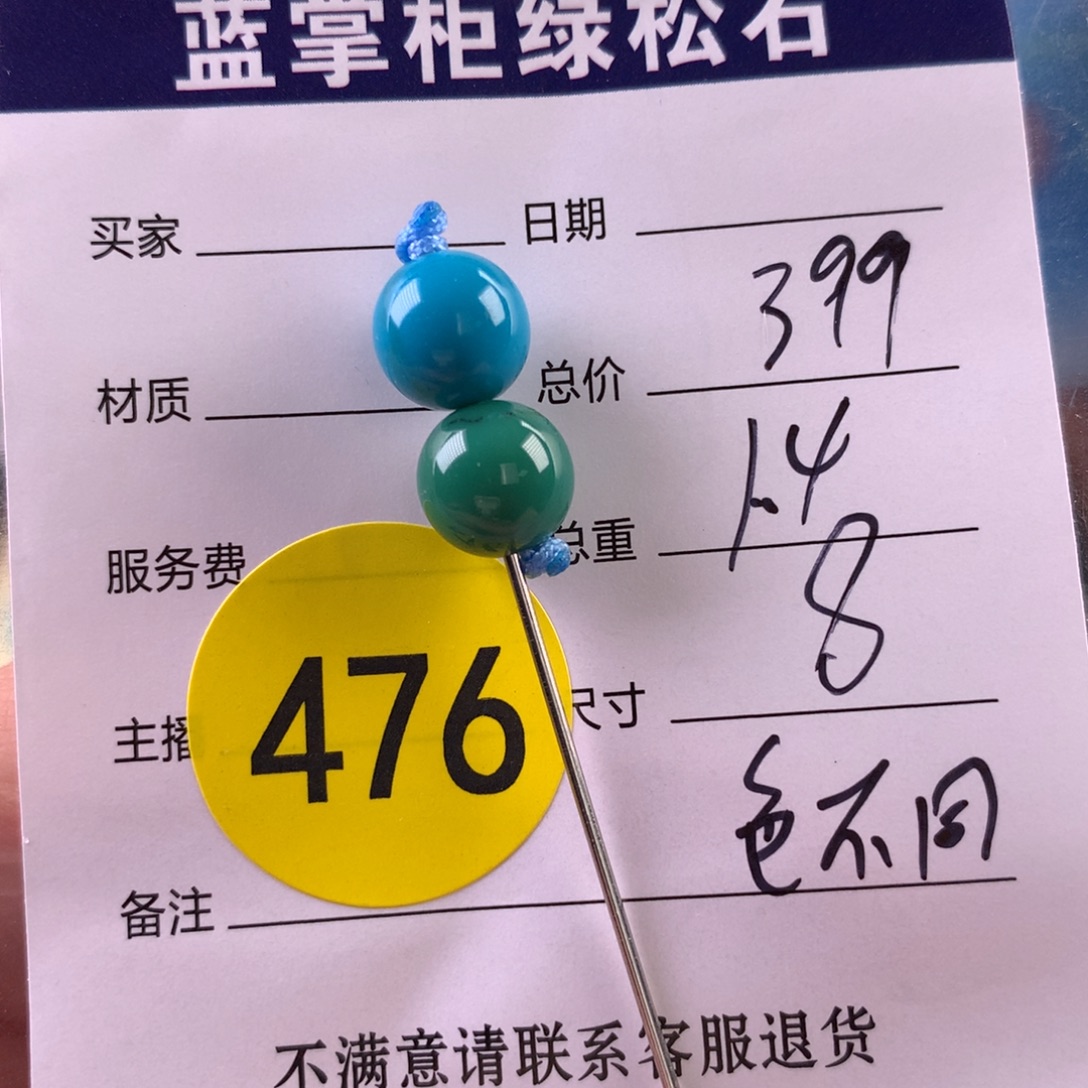 蓝掌柜绿松石
买家 日期
399
材质 总价
1.4
服务费 总重
8
476
主播 尺寸
色不同
备注
不满意请联系客服退货